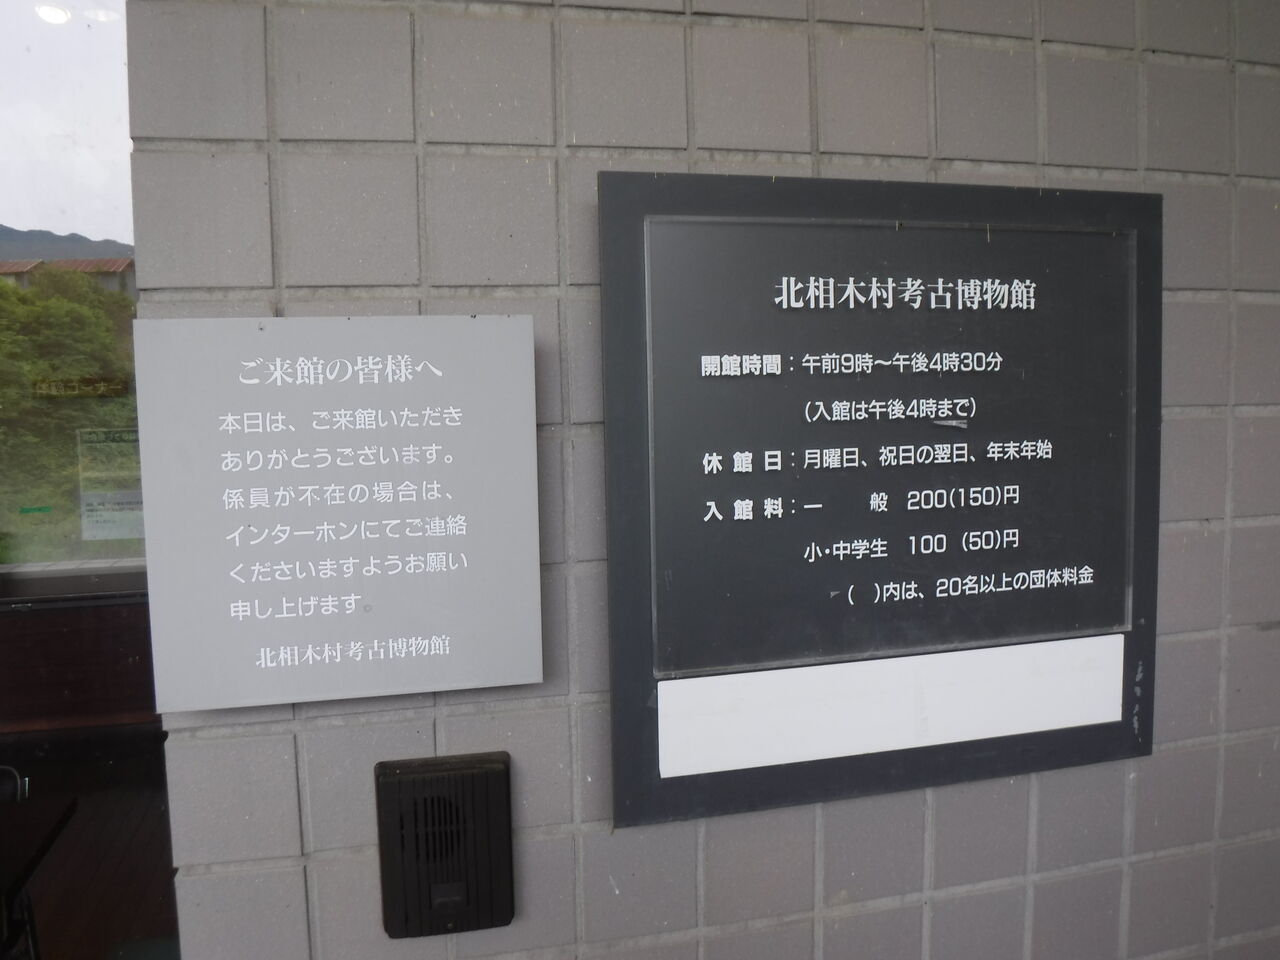 ご来館の皆様へ
本日は、ご来館いただき
ありがとうございます。
係員が不在の場合は、
インターホンにてご連絡
くださいますようお願い
申し上げます。
北相木村考古博物館
北相木村考古博物館
開館時間：午前9時～午後4時30分
（入館は午後4時まで）
休館日：月曜日、祝日の翌日、年末年始
入館料：一　般　200（150）円
小・中学生　100（50）円
（　）内は、20名以上の団体料金